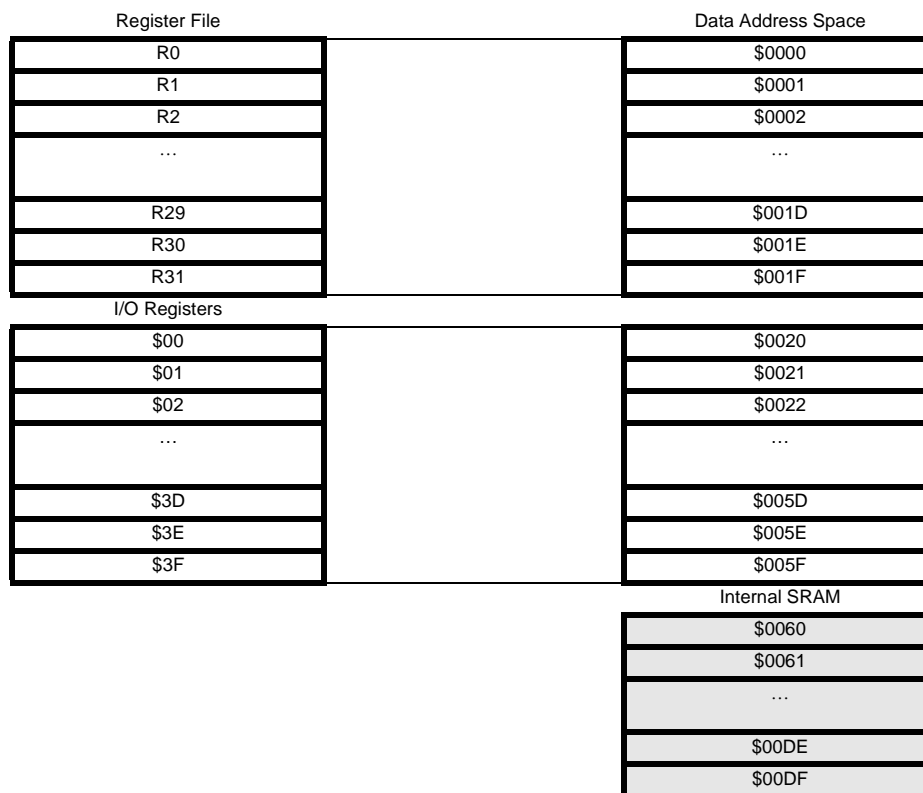 Register File Data Address Space
R0 $0000
R1 $0001
R2 $0002
... ...
R29 $001D
R30 $001E
R31 $001F
I/O Registers
$00 $0020
$01 $0021
$02 $0022
... ...
$3D $005D
$3E $005E
$3F $005F
Internal SRAM
$0060
$0061
...
$00DE
$00DF